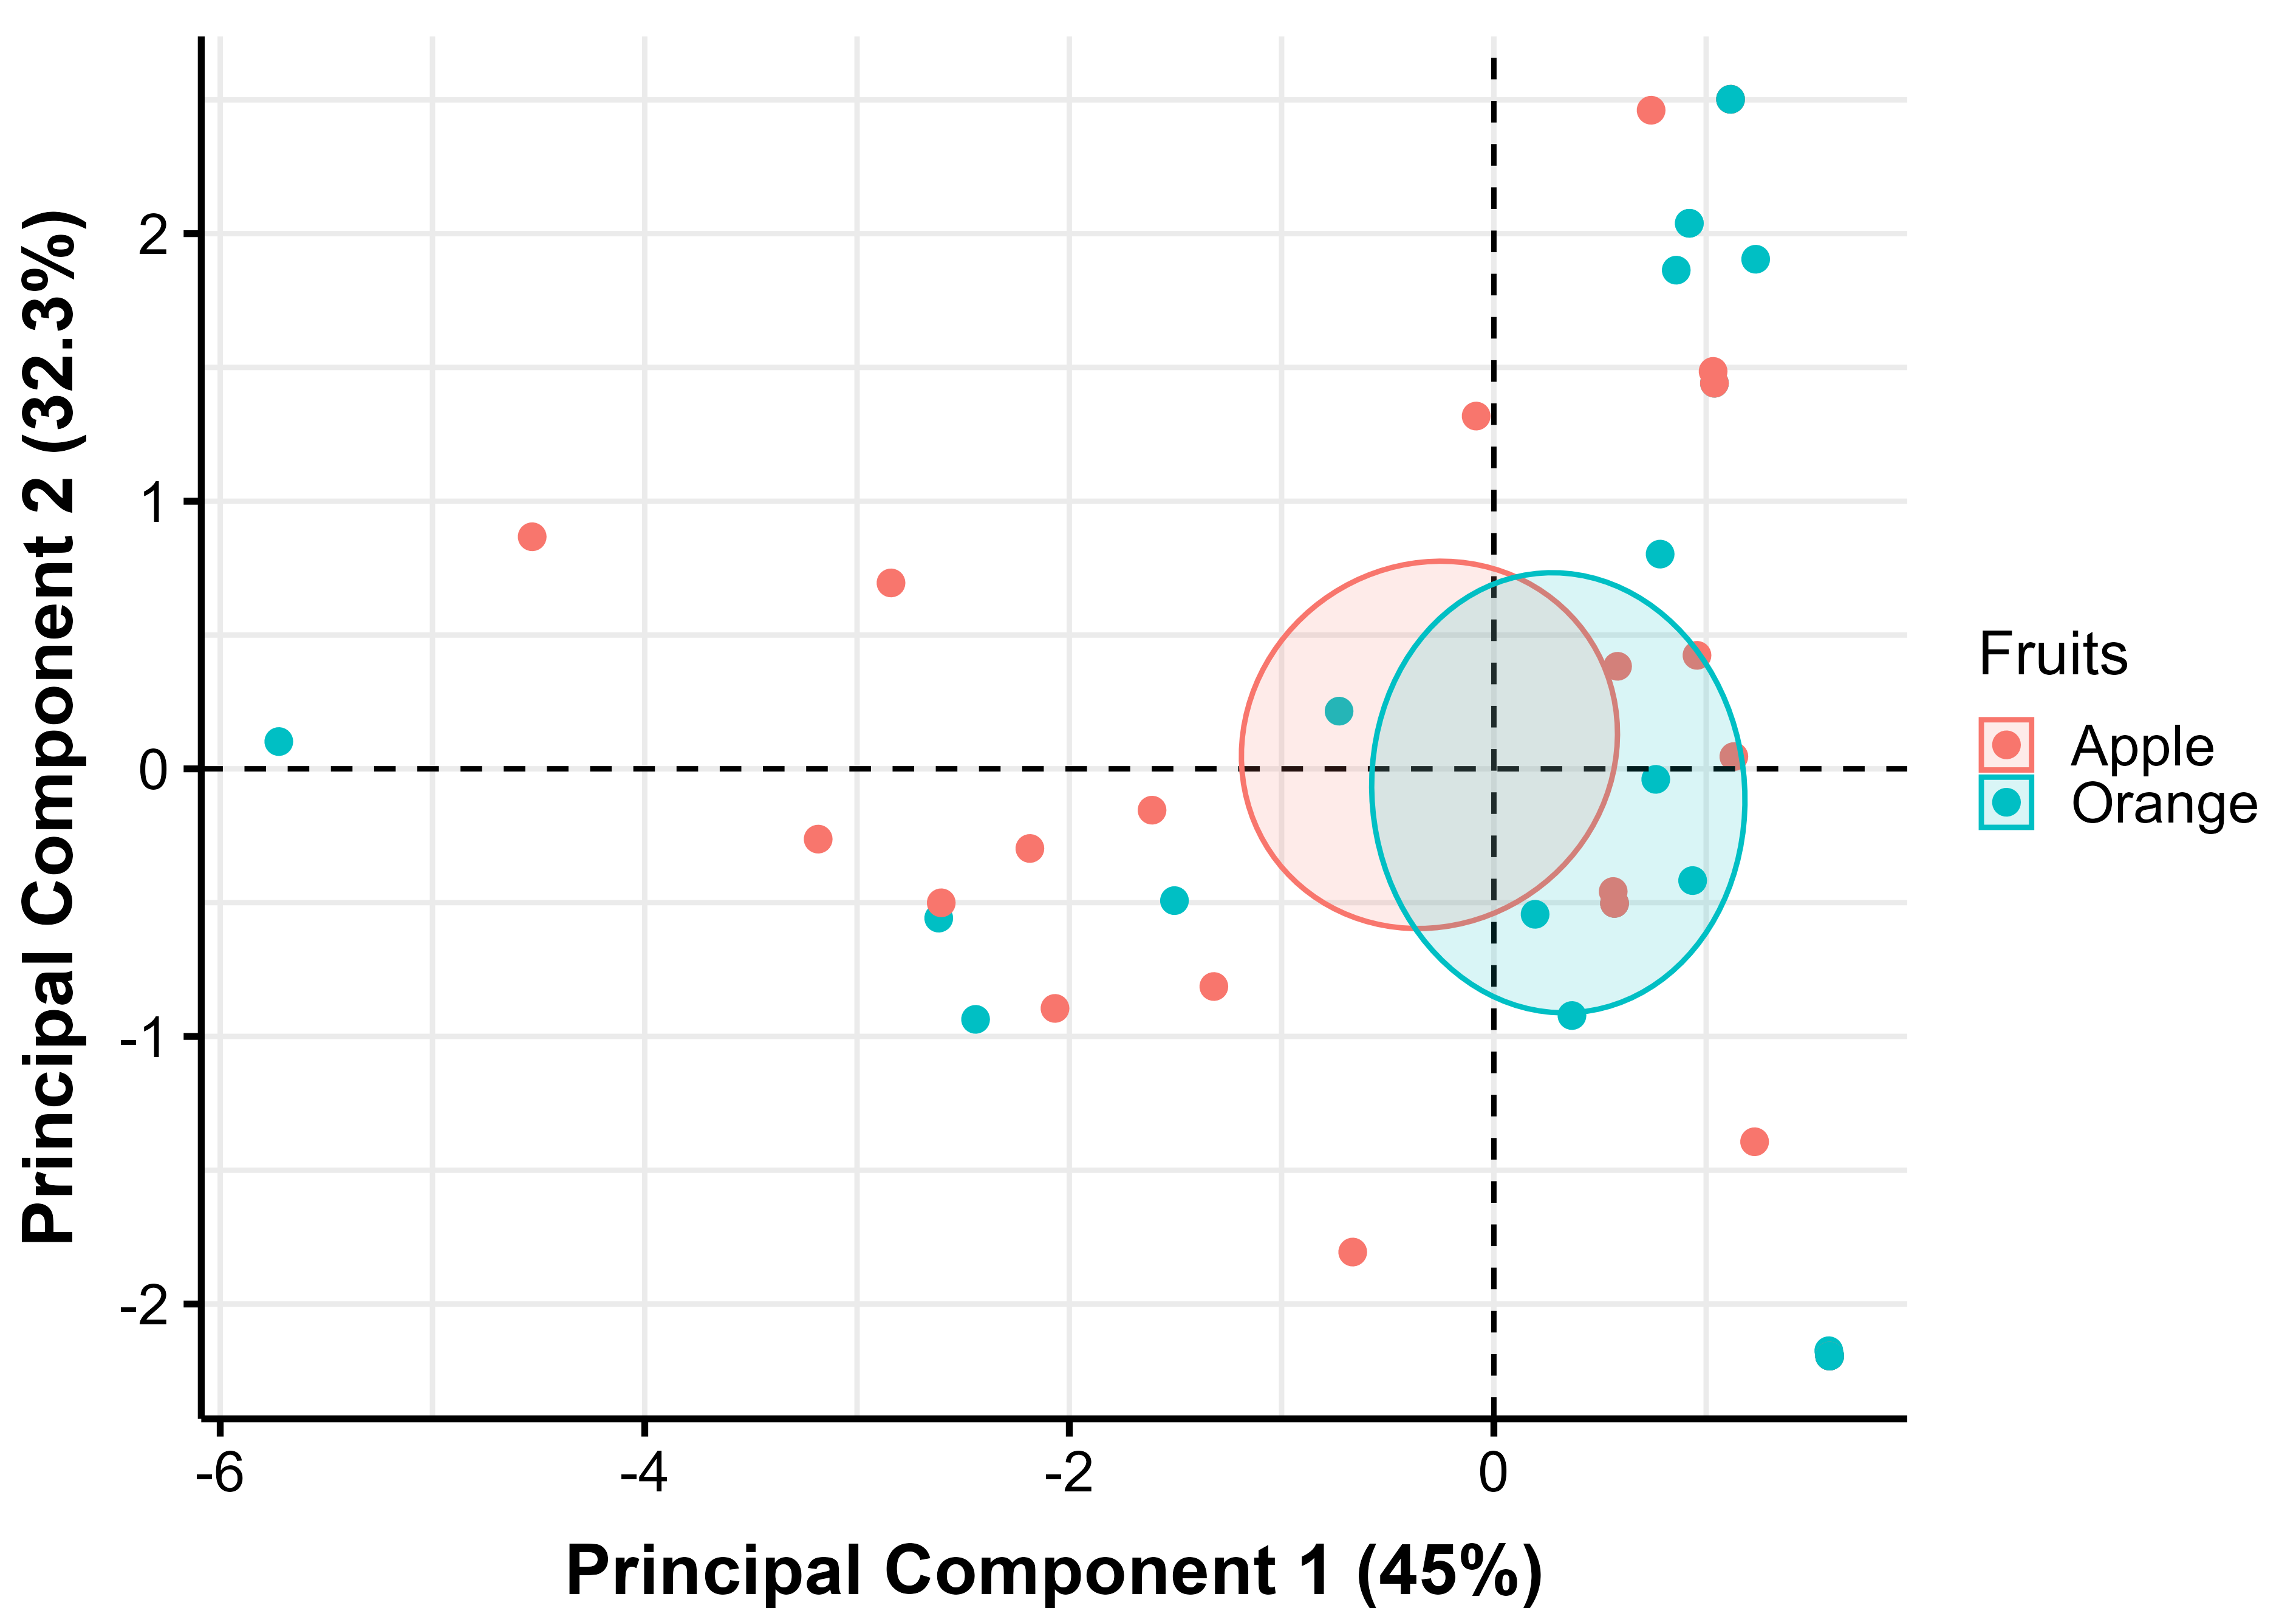 Principal Component 2 (32.3%)
2
1
0
-1
-2
-6
-4
-2
0
Principal Component 1 (45%)
Fruits
Apple
Orange